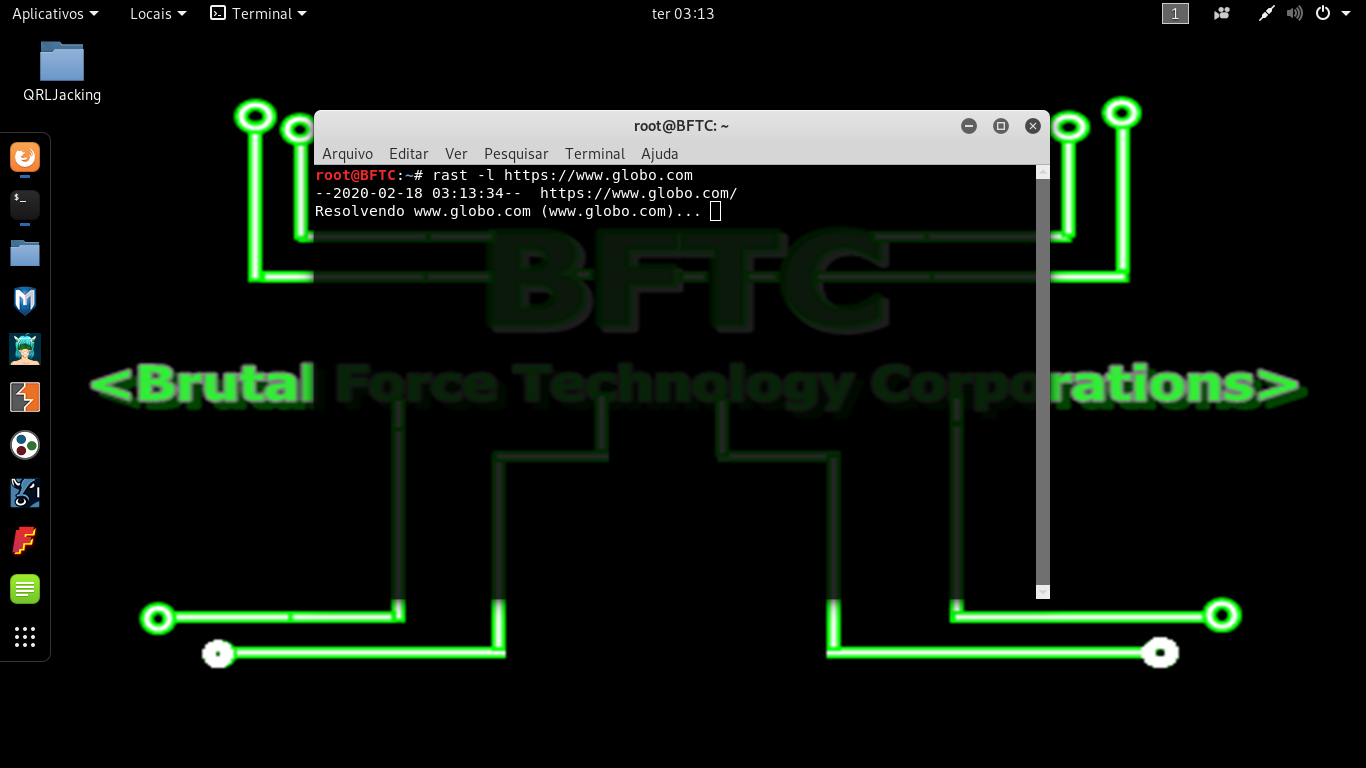 Aplicativos Locais Terminal ter 03:13 1
QRLJacking
root@BFTC: ~
Arquivo Editar Ver Pesquisar Terminal Ajuda
root@BFTC:~# rast -l https://www.globo.com
--2020-02-18 03:13:34--  https://www.globo.com/
Resolvendo www.globo.com (www.globo.com)...
BFTC
<Brutal Force Technology Corporations>